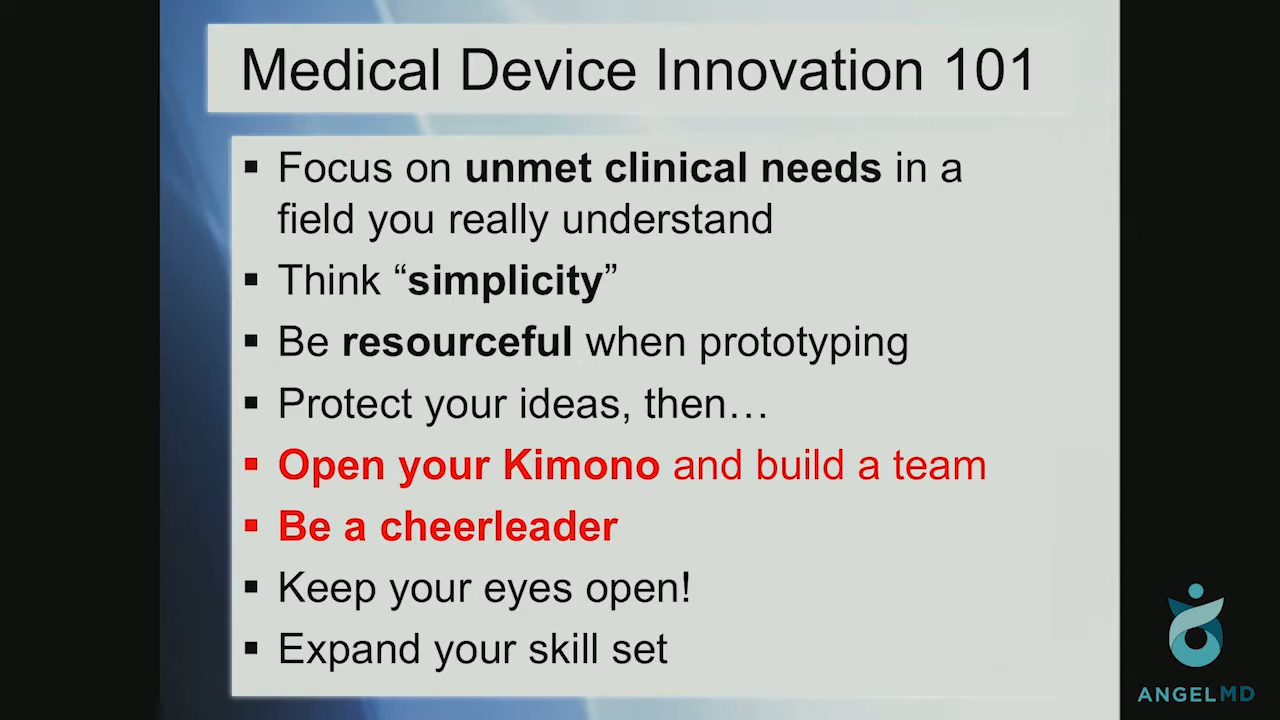 Medical Device Innovation 101
▪ Focus on unmet clinical needs in a
field you really understand
▪ Think “simplicity”
▪ Be resourceful when prototyping
▪ Protect your ideas, then…
▪ Open your Kimono and build a team
▪ Be a cheerleader
▪ Keep your eyes open!
▪ Expand your skill set
ANGELMD